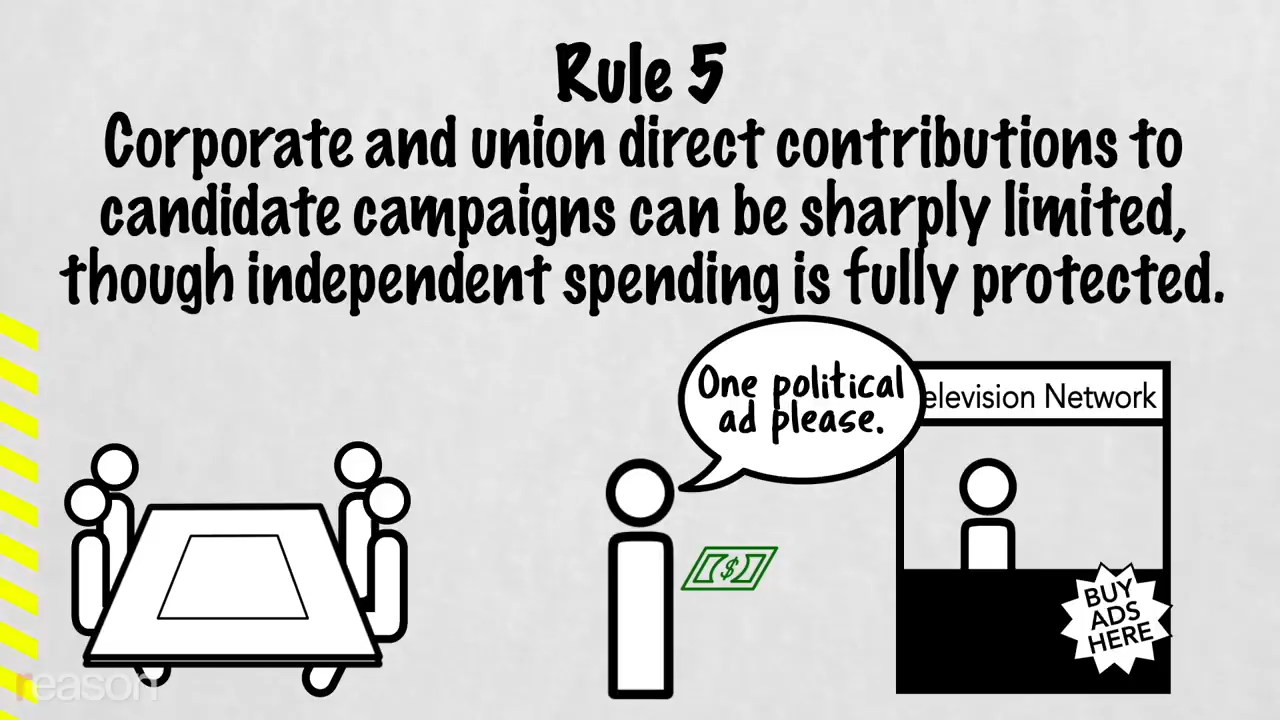 Rule 5
Corporate and union direct contributions to
candidate campaigns can be sharply limited,
though independent spending is fully protected.
One political
ad please.
elevision Network
$
BUY
ADS
HERE
reason